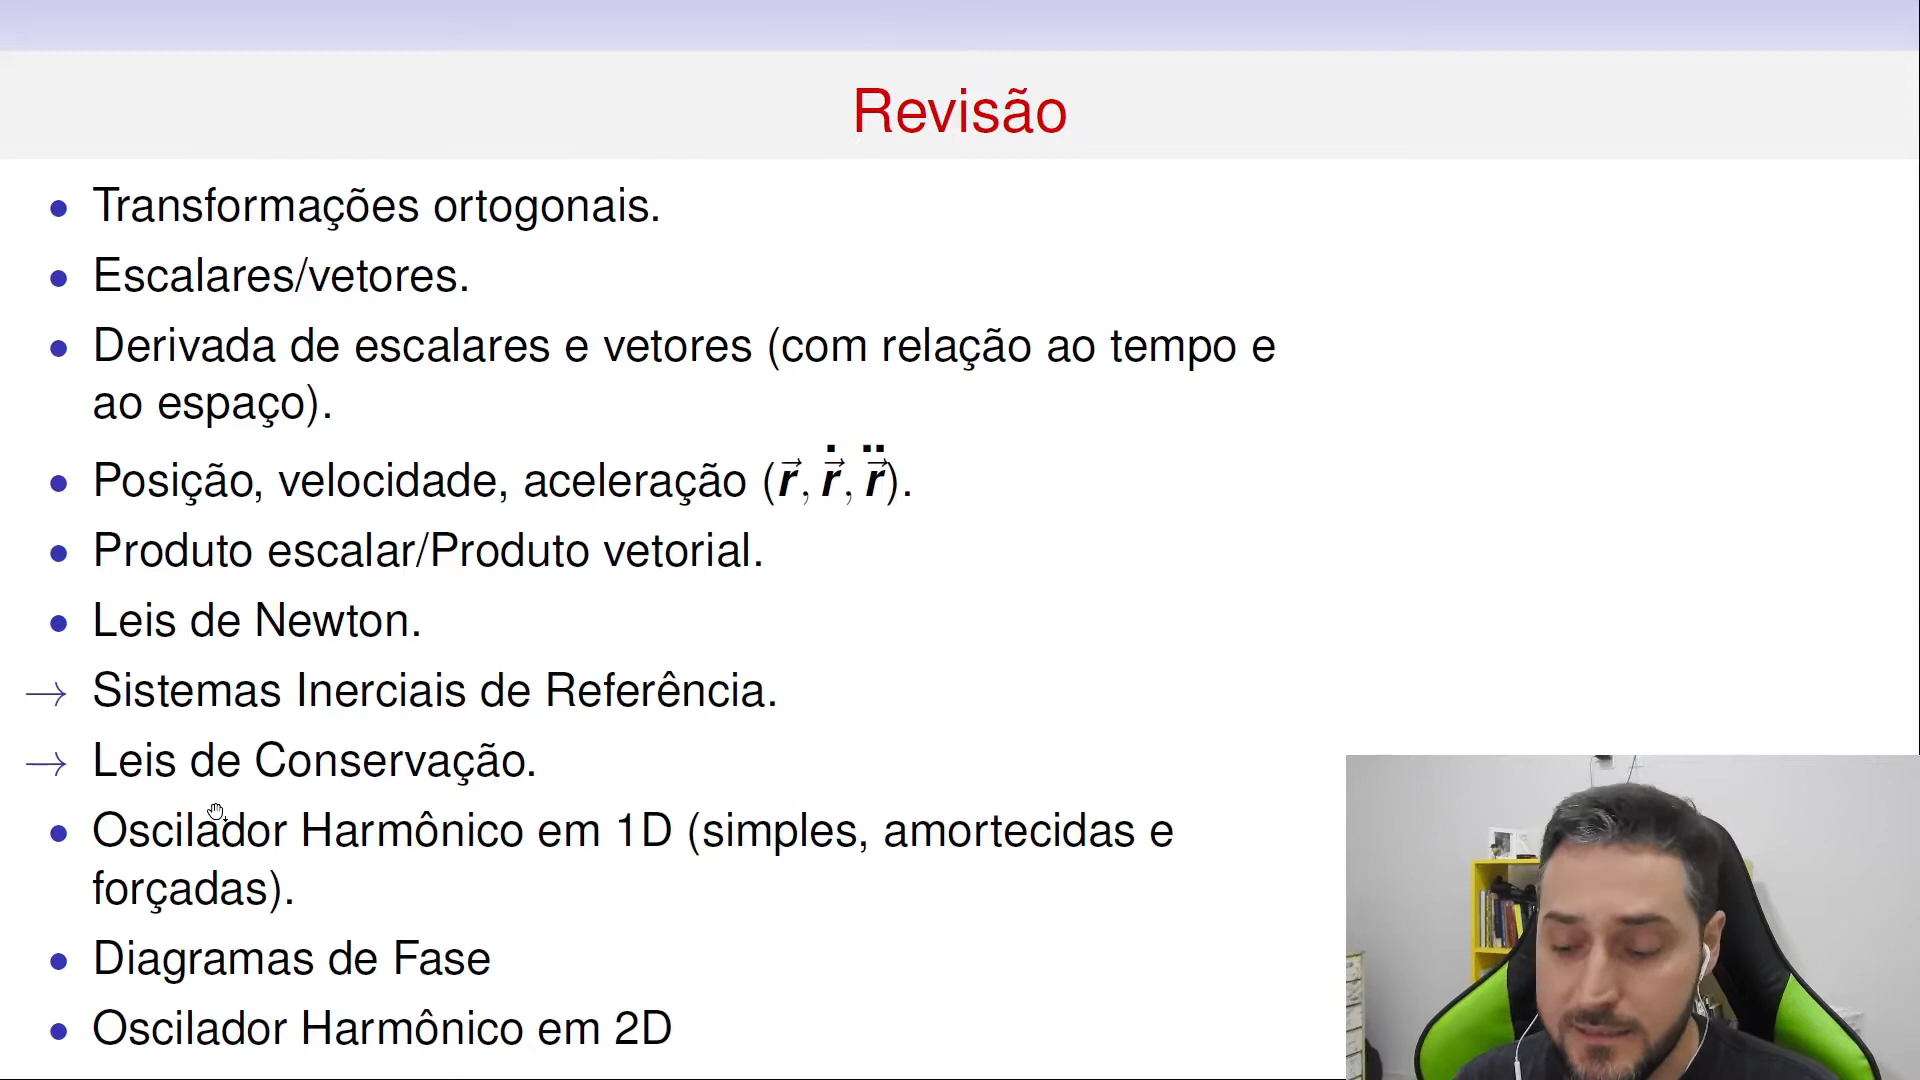 Revisão
• Transformações ortogonais.
• Escalares/vetores.
• Derivada de escalares e vetores (com relação ao tempo e
ao espaço).
• Posição, velocidade, aceleração (r⃗, ṙ⃗, r̈⃗).
• Produto escalar/Produto vetorial.
• Leis de Newton.
→ Sistemas Inerciais de Referência.
→ Leis de Conservação.
• Oscilador Harmônico em 1D (simples, amortecidas e
forçadas).
• Diagramas de Fase
• Oscilador Harmônico em 2D